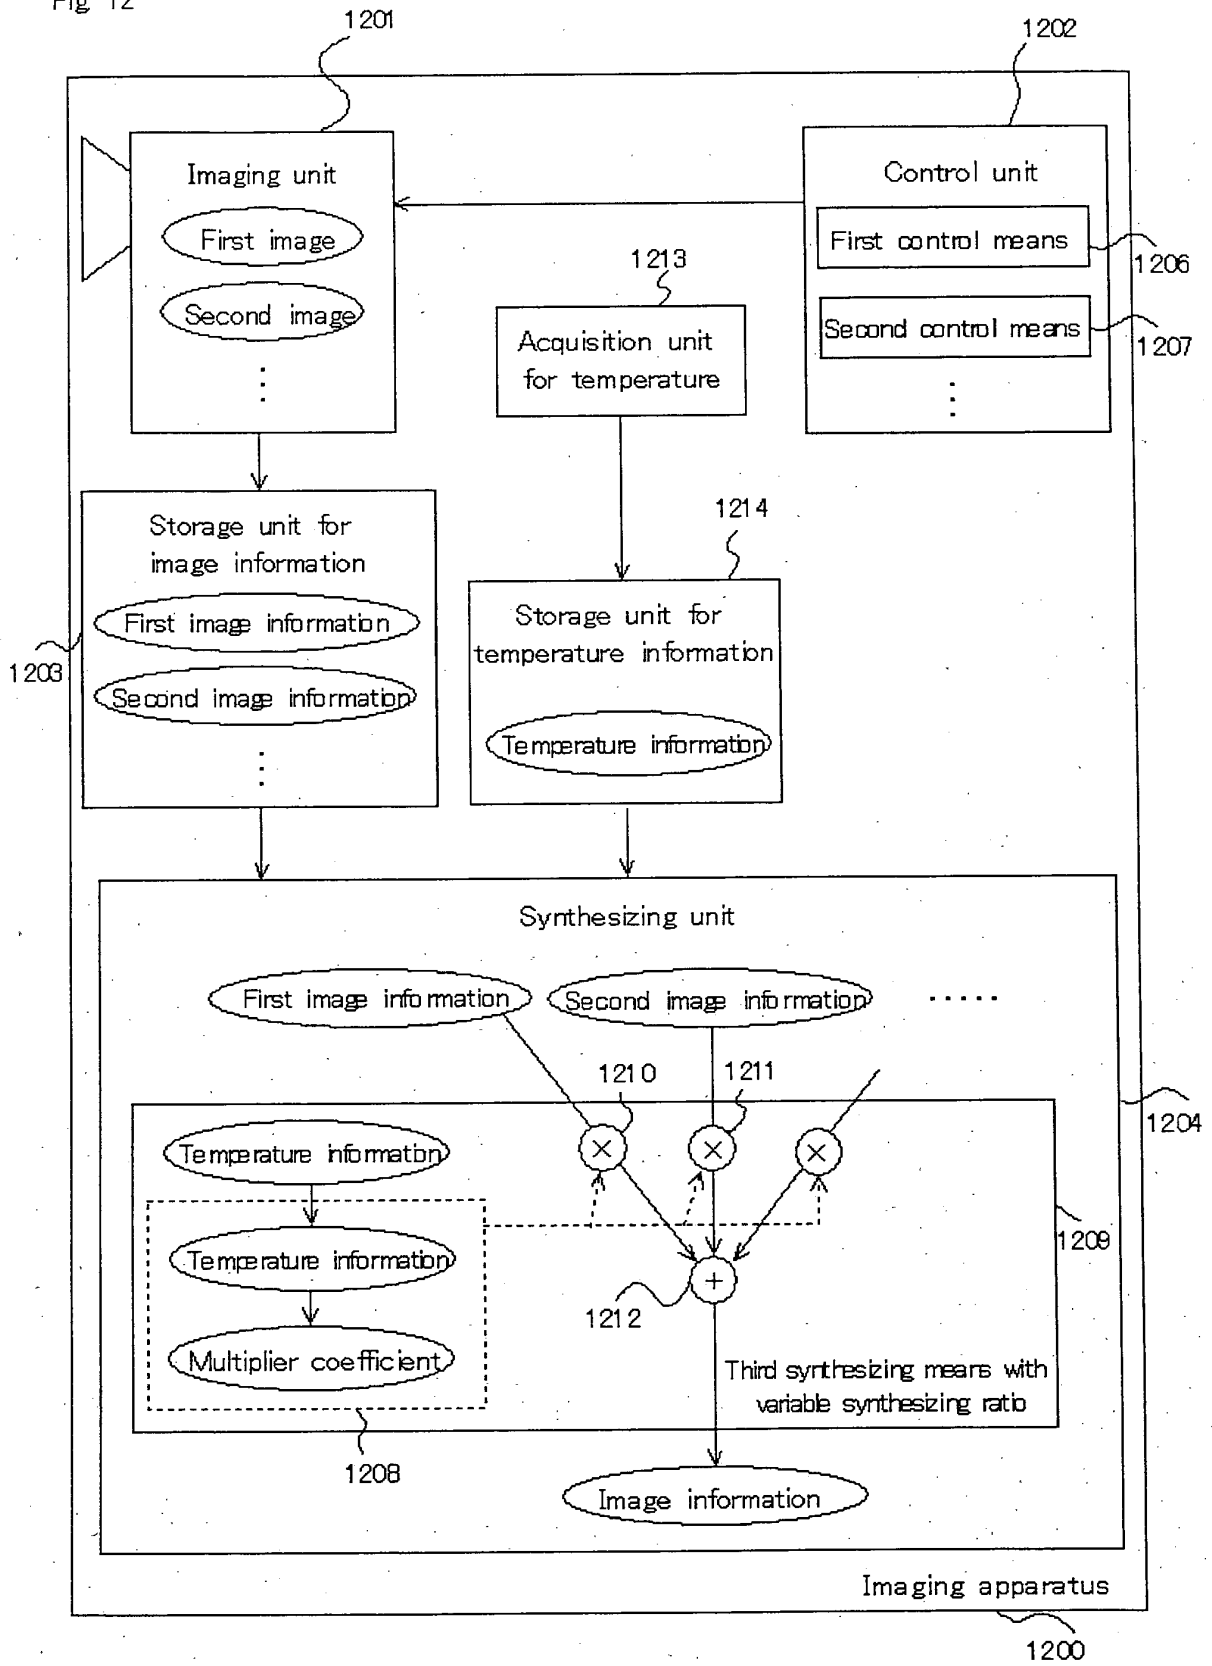 Fig 12
1201
1202
Imaging unit
First image
Second image
Control unit
First control means
1206
Second control means
1207
1213
Acquisition unit
for temperature
Storage unit for
image information
First image information
Second image information
1203
1214
Storage unit for
temperature information
Temperature information
Synthesizing unit
First image information
Second image information
.....
1210
1211
1204
Temperature information
×
×
×
Temperature information
1209
+
1212
Multiplier coefficient
Third synthesizing means with
variable synthesizing ratio
1208
Image information
Imaging apparatus
1200